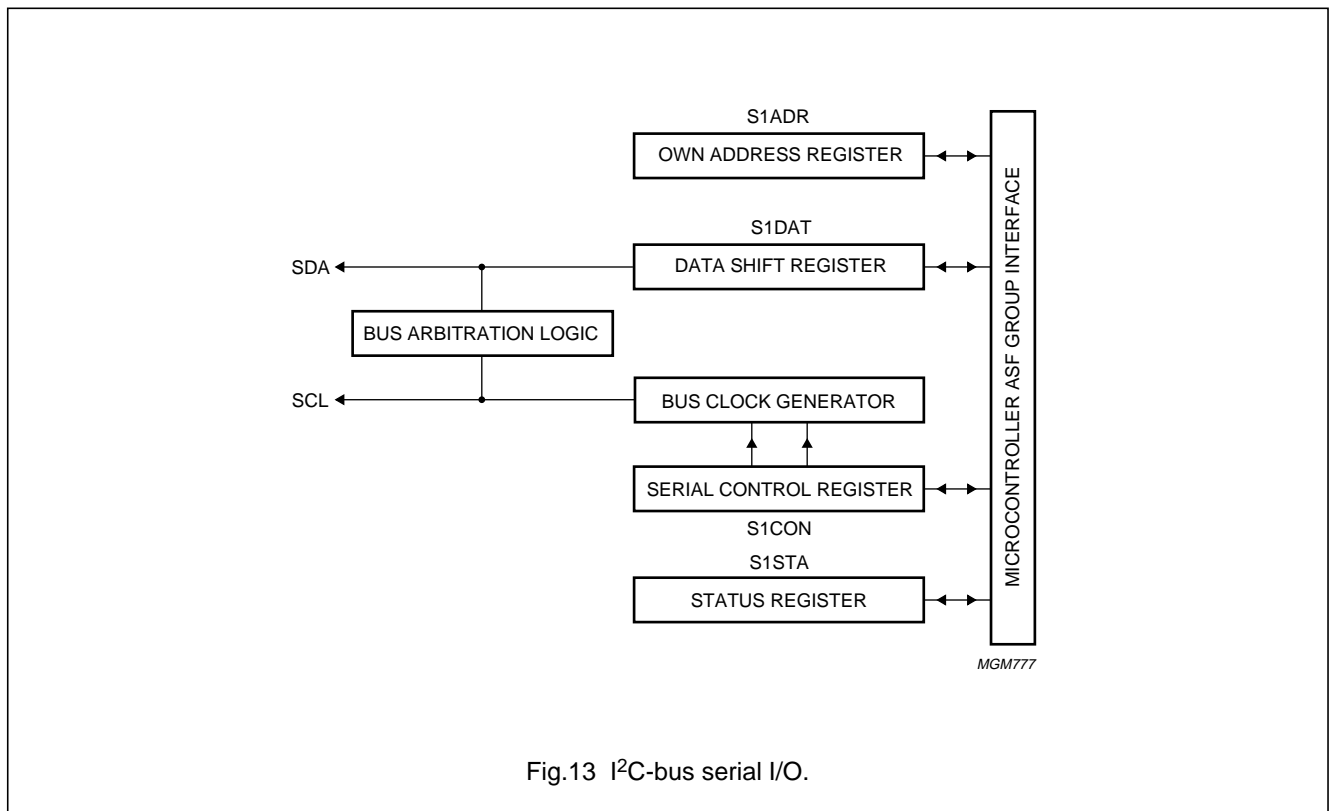 S1ADR
OWN ADDRESS REGISTER
S1DAT
SDA
DATA SHIFT REGISTER
BUS ARBITRATION LOGIC
SCL
BUS CLOCK GENERATOR
SERIAL CONTROL REGISTER
S1CON
S1STA
STATUS REGISTER
MICROCONTROLLER ASF GROUP INTERFACE
MGM777
Fig.13 I²C-bus serial I/O.